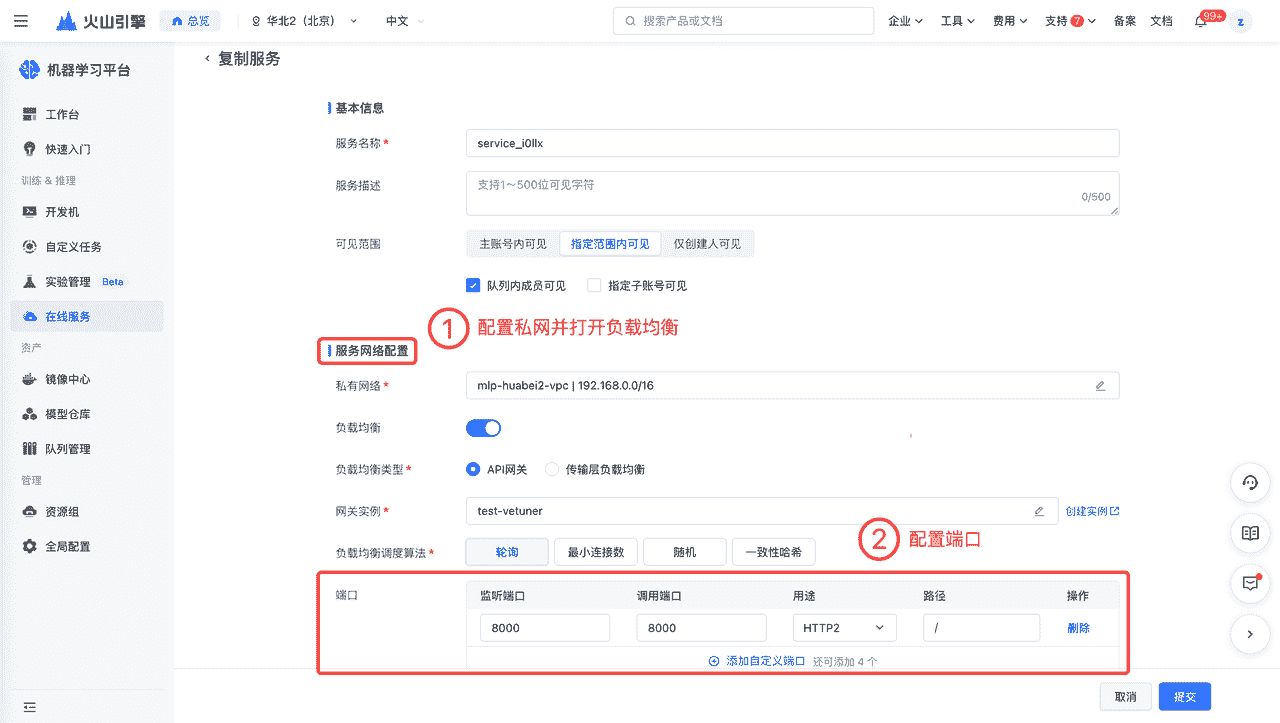 火山引擎 总览 华北2（北京） 中文 搜索产品或文档 企业 工具 费用 支持 7 备案 文档 99+ z
机器学习平台
工作台
快速入门
训练 & 推理
开发机
自定义任务
实验管理 Beta
在线服务
资产
镜像中心
模型仓库
队列管理
管理
资源组
全局配置
复制服务
基本信息
服务名称* service_i0llx
服务描述 支持1～500位可见字符
0/500
可见范围 主账号内可见 指定范围内可见 仅创建人可见
队列内成员可见 指定子账号可见
1 配置私网并打开负载均衡
服务网络配置
私有网络* mlp-huabei2-vpc | 192.168.0.0/16
负载均衡
负载均衡类型* API网关 传输层负载均衡
网关实例* test-vetuner 创建实例
2 配置端口
负载均衡调度算法* 轮询 最小连接数 随机 一致性哈希
端口 监听端口 调用端口 用途 路径 操作
8000 8000 HTTP2 / 删除
添加自定义端口 还可添加 4 个
取消 提交